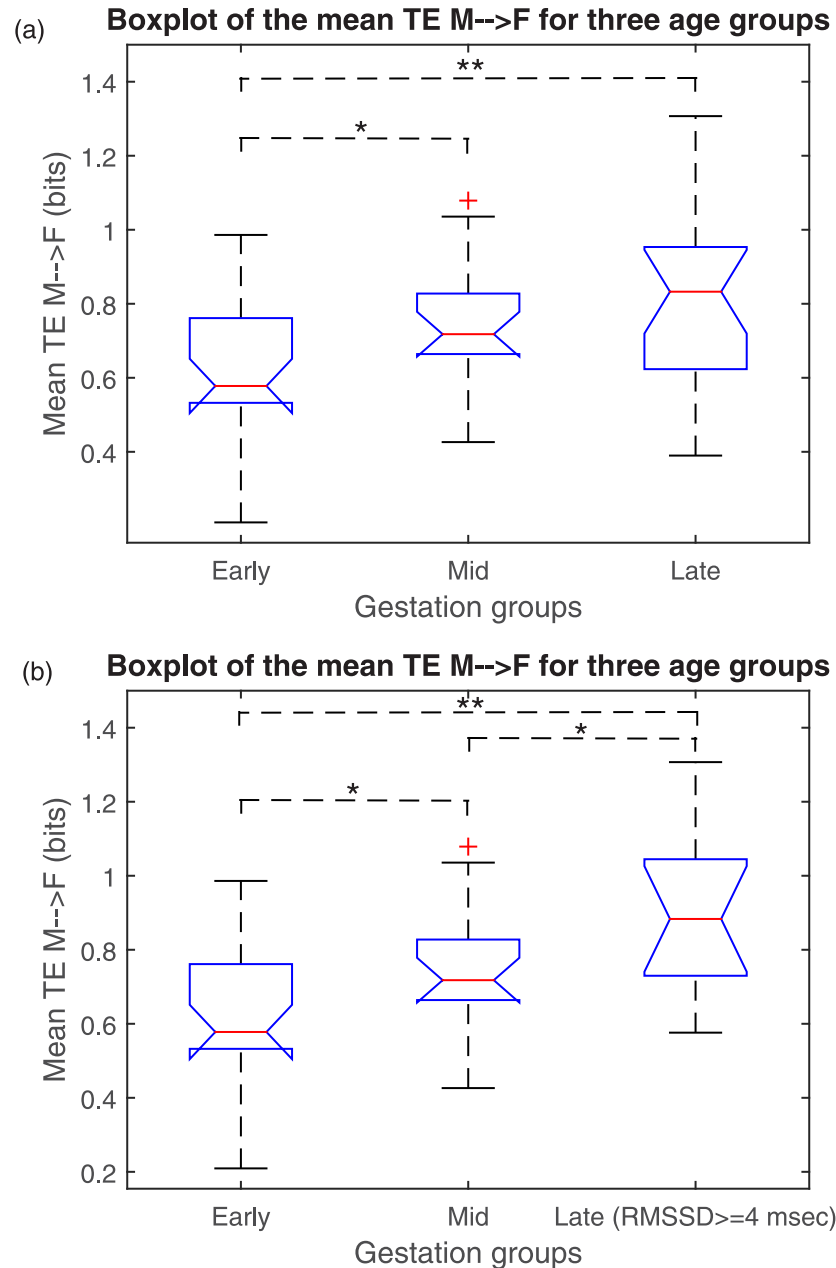 (a)
Boxplot of the mean TE M-->F for three age groups
Mean TE M-->F (bits)
1.4
1.2
1
0.8
0.6
0.4
**
*
Early Mid Late
Gestation groups
(b)
Boxplot of the mean TE M-->F for three age groups
Mean TE M-->F (bits)
1.4
1.2
1
0.8
0.6
0.4
0.2
**
*
*
Early Mid Late (RMSSD>=4 msec)
Gestation groups